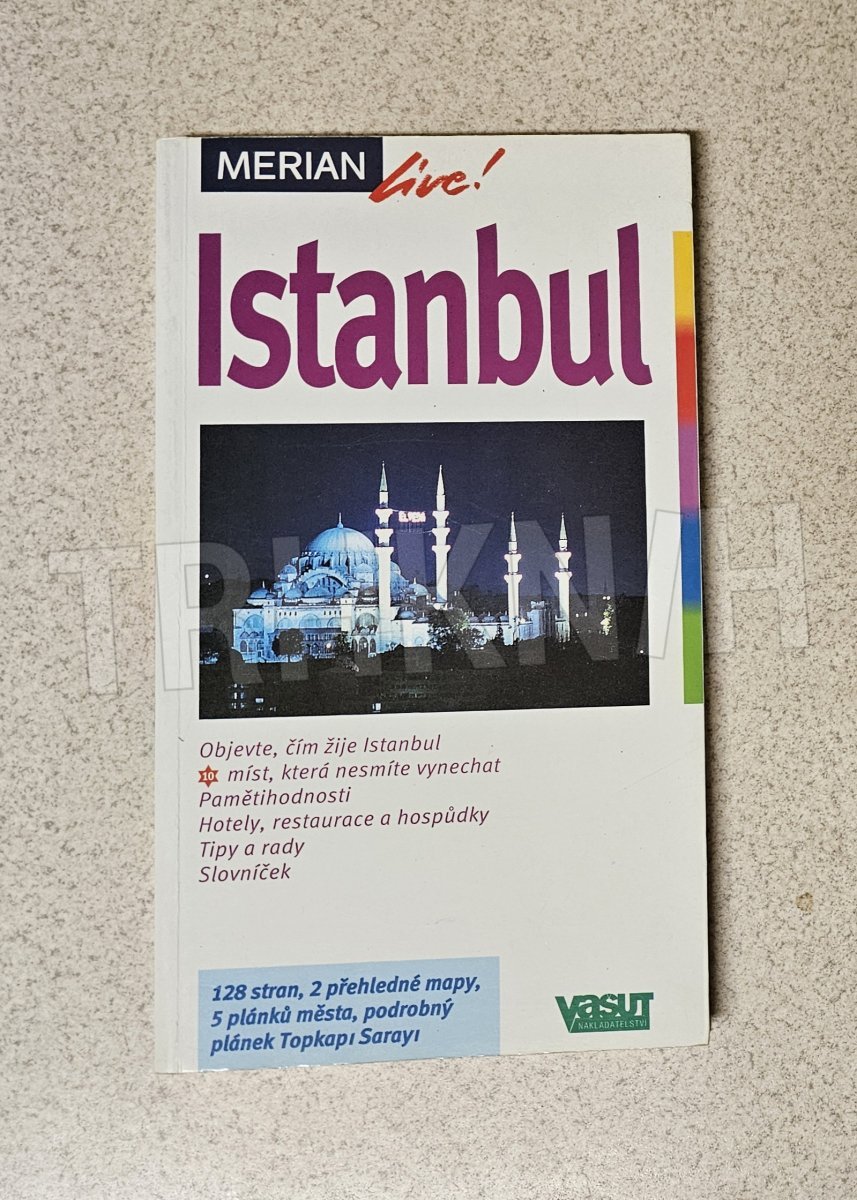 MERIAN live!
Istanbul
Objevte, čím žije Istanbul
10 míst, která nesmíte vynechat
Pamětihodnosti
Hotely, restaurace a hospůdky
Tipy a rady
Slovníček
128 stran, 2 přehledné mapy,
5 plánků města, podrobný
plánek Topkapı Sarayı
vasut
NAKLADATELSTVÍ